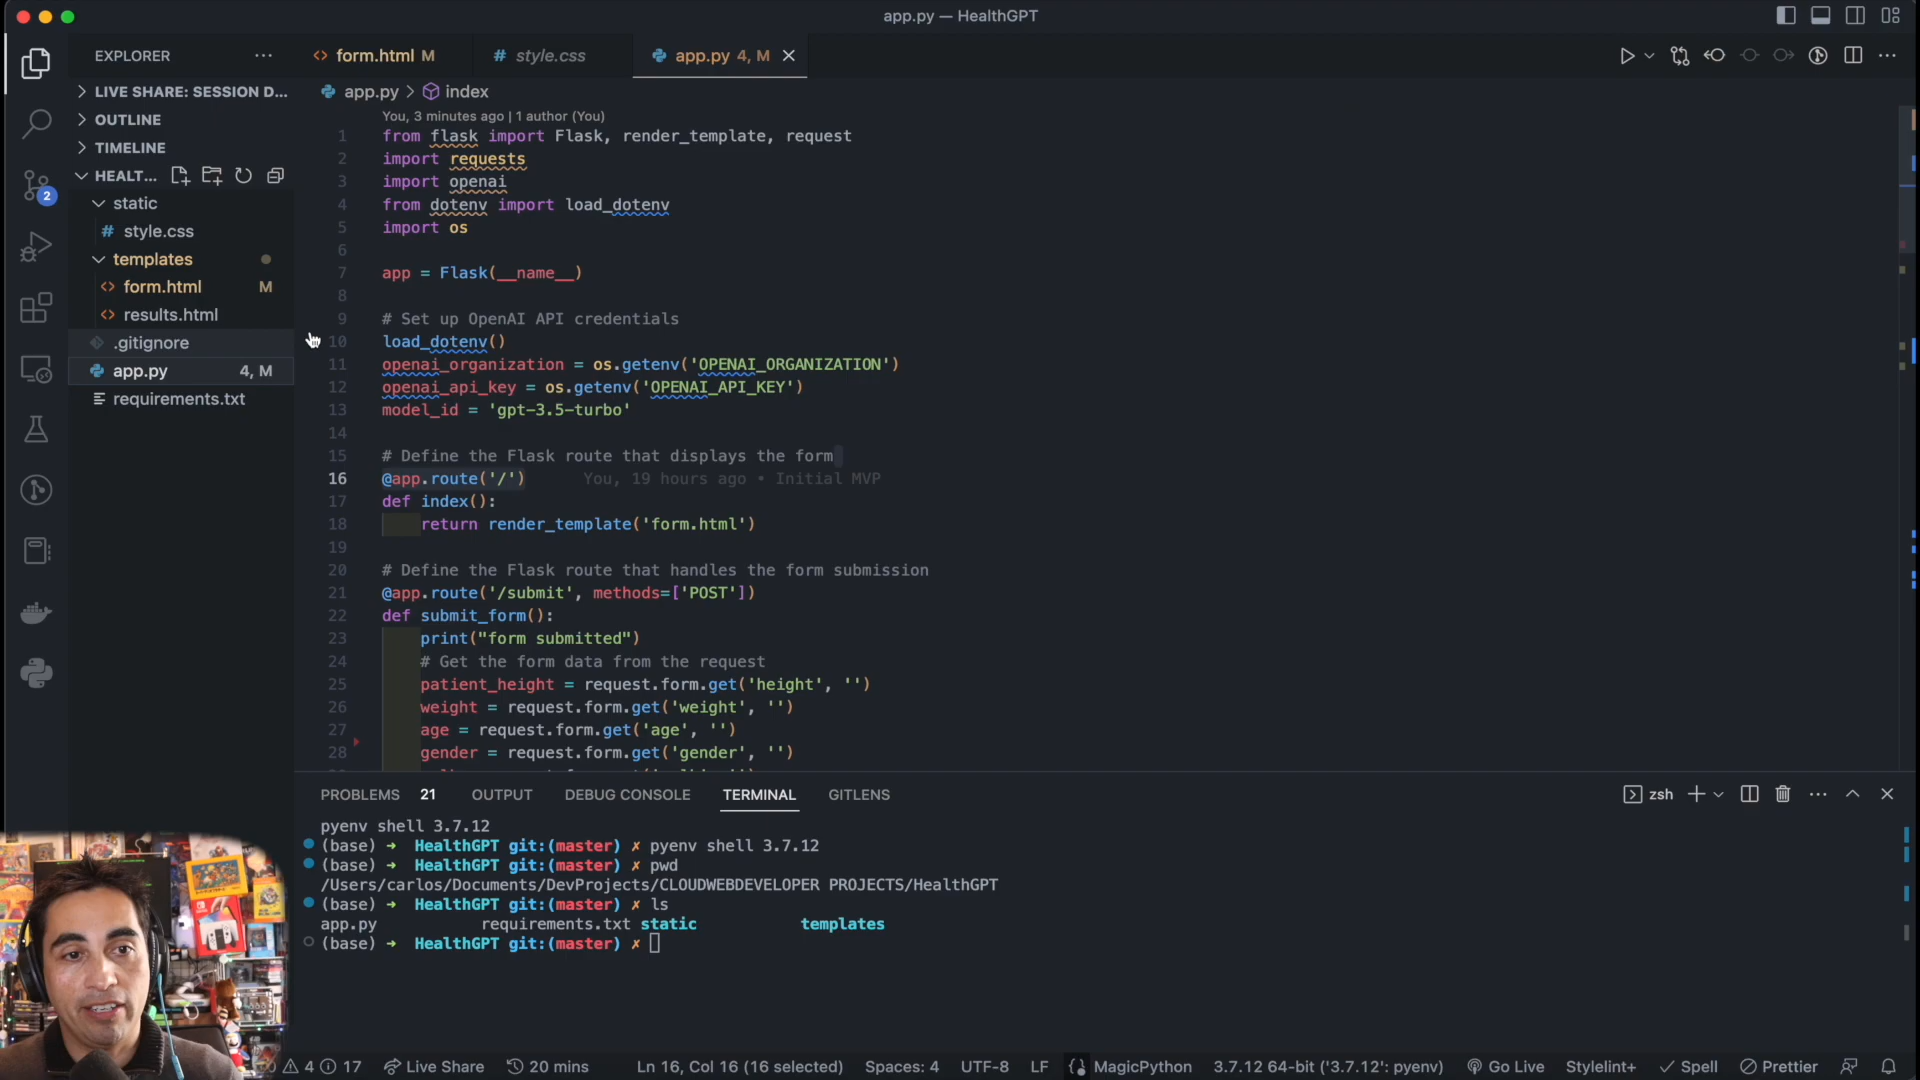 app.py — HealthGPT
EXPLORER
form.html M
# style.css
app.py 4, M
LIVE SHARE: SESSION D...
OUTLINE
TIMELINE
HEALT...
static
# style.css
templates
form.html M
results.html
.gitignore
app.py 4, M
requirements.txt
2
app.py > index
You, 3 minutes ago | 1 author (You)
1 from flask import Flask, render_template, request
2 import requests
3 import openai
4 from dotenv import load_dotenv
5 import os
6
7 app = Flask(__name__)
8
9 # Set up OpenAI API credentials
10 load_dotenv()
11 openai_organization = os.getenv('OPENAI_ORGANIZATION')
12 openai_api_key = os.getenv('OPENAI_API_KEY')
13 model_id = 'gpt-3.5-turbo'
14
15 # Define the Flask route that displays the form
16 @app.route('/') You, 19 hours ago • Initial MVP
17 def index():
18 return render_template('form.html')
19
20 # Define the Flask route that handles the form submission
21 @app.route('/submit', methods=['POST'])
22 def submit_form():
23 print("form submitted")
24 # Get the form data from the request
25 patient_height = request.form.get('height', '')
26 weight = request.form.get('weight', '')
27 age = request.form.get('age', '')
28 gender = request.form.get('gender', '')
PROBLEMS 21 OUTPUT DEBUG CONSOLE TERMINAL GITLENS
zsh
pyenv shell 3.7.12
(base) → HealthGPT git:(master) ✗ pyenv shell 3.7.12
(base) → HealthGPT git:(master) ✗ pwd
/Users/carlos/Documents/DevProjects/CLOUDWEBDEVELOPER PROJECTS/HealthGPT
(base) → HealthGPT git:(master) ✗ ls
app.py requirements.txt static templates
(base) → HealthGPT git:(master) ✗
4 17 Live Share 20 mins Ln 16, Col 16 (16 selected) Spaces: 4 UTF-8 LF MagicPython 3.7.12 64-bit ('3.7.12': pyenv) Go Live Stylelint+ Spell Prettier